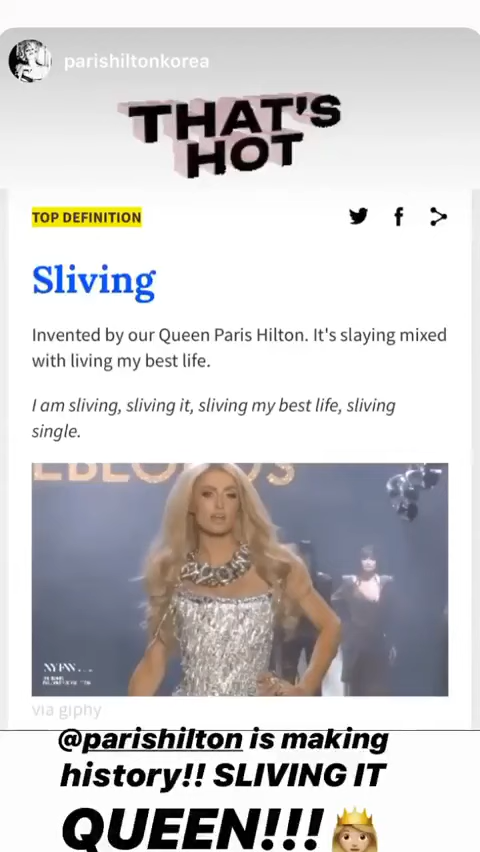 parishiltonkorea
THAT'S
HOT
TOP DEFINITION
Sliving
Invented by our Queen Paris Hilton. It's slaying mixed
with living my best life.
I am sliving, sliving it, sliving my best life, sliving
single.
NYFW
via giphy
@parishilton is making
history!! SLIVING IT
QUEEN!!!👸🏼